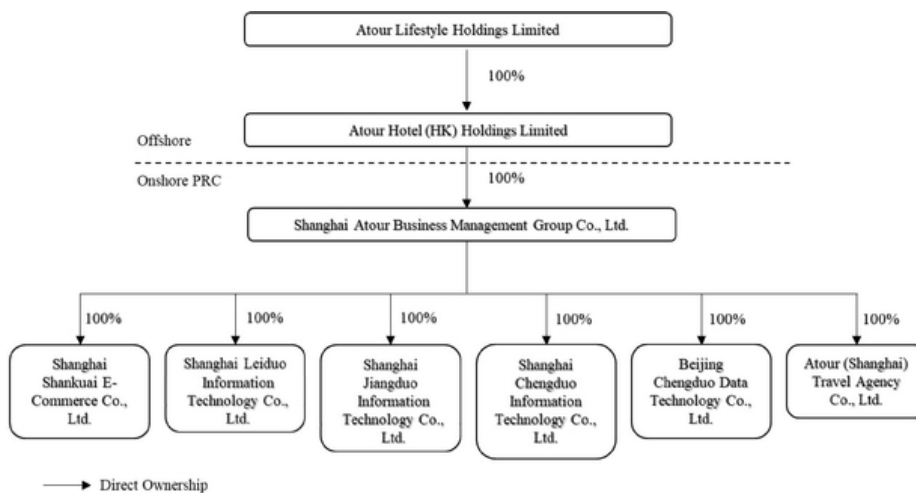 Atour Lifestyle Holdings Limited
100%
Atour Hotel (HK) Holdings Limited
Offshore
Onshore PRC
100%
Shanghai Atour Business Management Group Co., Ltd.
100%
100%
100%
100%
100%
100%
Shanghai
Shankuai E-
Commerce Co.,
Ltd.
Shanghai Leiduo
Information
Technology Co.,
Ltd.
Shanghai
Jiangduo
Information
Technology Co.,
Ltd.
Shanghai
Chengduo
Information
Technology Co.,
Ltd.
Beijing
Chengduo Data
Technology Co.,
Ltd.
Atour (Shanghai)
Travel Agency
Co., Ltd.
Direct Ownership